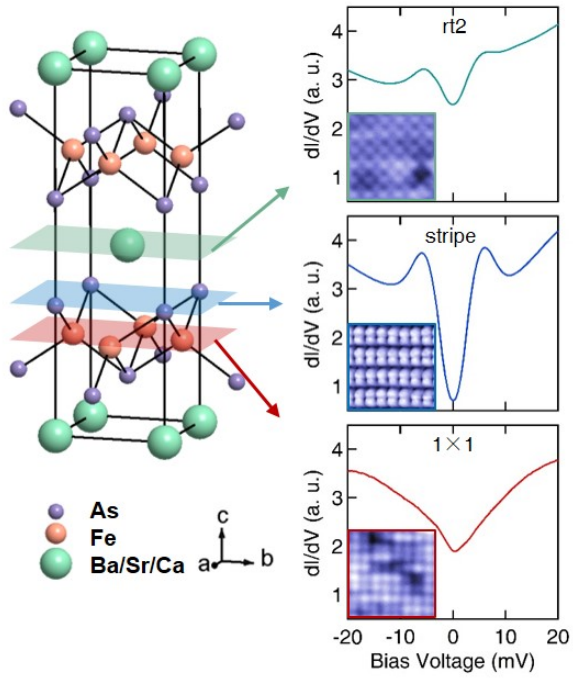 As
Fe
Ba/Sr/Ca
c
a
b
rt2
dI/dV (a. u.)
4
3
2
1
stripe
dI/dV (a. u.)
4
3
2
1
1×1
dI/dV (a. u.)
4
3
2
1
-20 -10 0 10 20
Bias Voltage (mV)